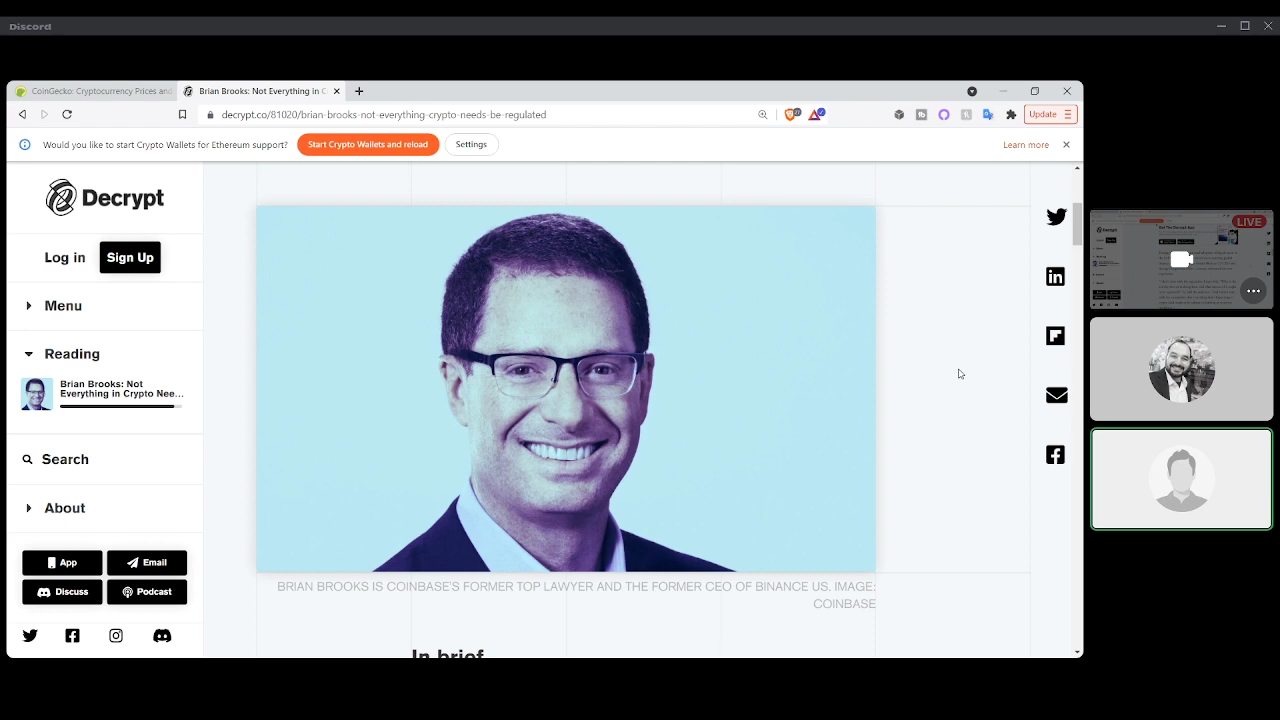 Discord
CoinGecko: Cryptocurrency Prices and
Brian Brooks: Not Everything in C
decrypt.co/81020/brian-brooks-not-everything-crypto-needs-be-regulated
Update
Would you like to start Crypto Wallets for Ethereum support?
Start Crypto Wallets and reload
Settings
Learn more
Decrypt
Log in
Sign Up
Menu
Reading
Brian Brooks: Not
Everything in Crypto Nee...
Search
About
App
Email
Discuss
Podcast
BRIAN BROOKS IS COINBASE'S FORMER TOP LAWYER AND THE FORMER CEO OF BINANCE US. IMAGE:
COINBASE
In brief
LIVE